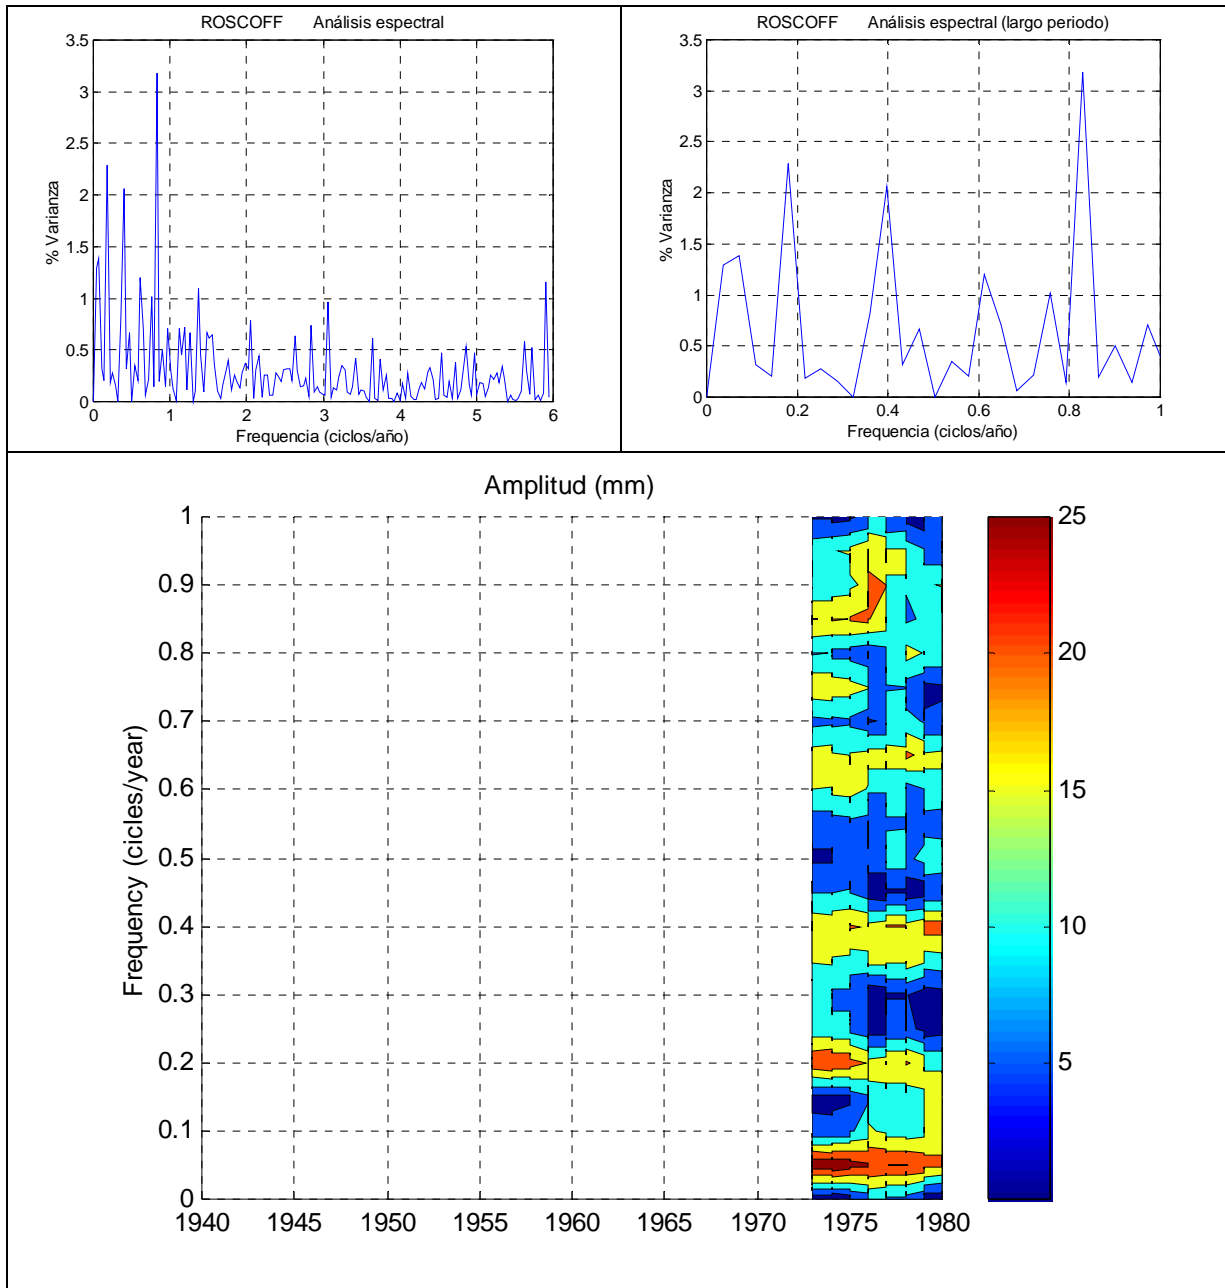 ROSCOFF Análisis espectral
3.5
3
2.5
2
1.5
1
0.5
0
% Varianza
0 1 2 3 4 5 6
Frequencia (ciclos/año)
ROSCOFF Análisis espectral (largo periodo)
3.5
3
2.5
2
1.5
1
0.5
0
% Varianza
0 0.2 0.4 0.6 0.8 1
Frequencia (ciclos/año)
Amplitud (mm)
1
0.9
0.8
0.7
0.6
0.5
0.4
0.3
0.2
0.1
0
Frequency (cicles/year)
1940 1945 1950 1955 1960 1965 1970 1975 1980
25
20
15
10
5